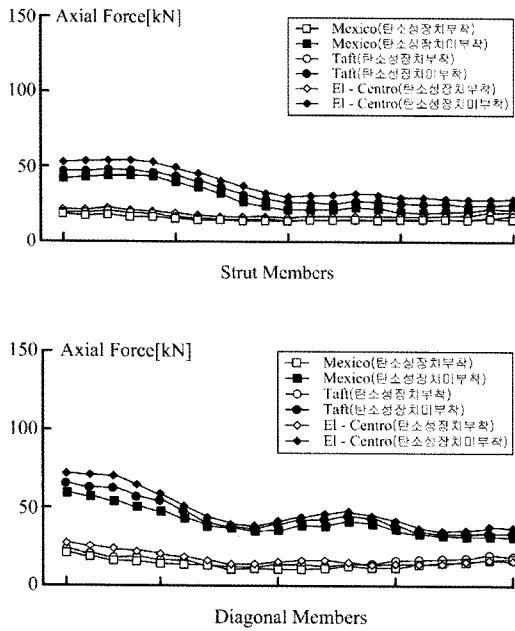 150
Axial Force[kN]
Mexico(탄소성장치부착)
Mexico(탄소성장치미부착)
Taft(탄소성장치부착)
Taft(탄소성장치미부착)
El - Centro(탄소성장치부착)
El - Centro(탄소성장치미부착)
100
50
0
Strut Members
150
Axial Force[kN]
Mexico(탄소성장치부착)
Mexico(탄소성장치미부착)
Taft(탄소성장치부착)
Taft(탄소성장치미부착)
El - Centro(탄소성장치부착)
El - Centro(탄소성장치미부착)
100
50
0
Diagonal Members